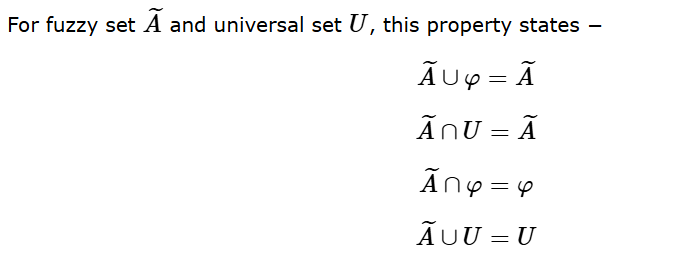 For fuzzy set Ã and universal set U, this property states −
Ã ∪ φ = Ã
Ã ∩ U = Ã
Ã ∩ φ = φ
Ã ∪ U = U